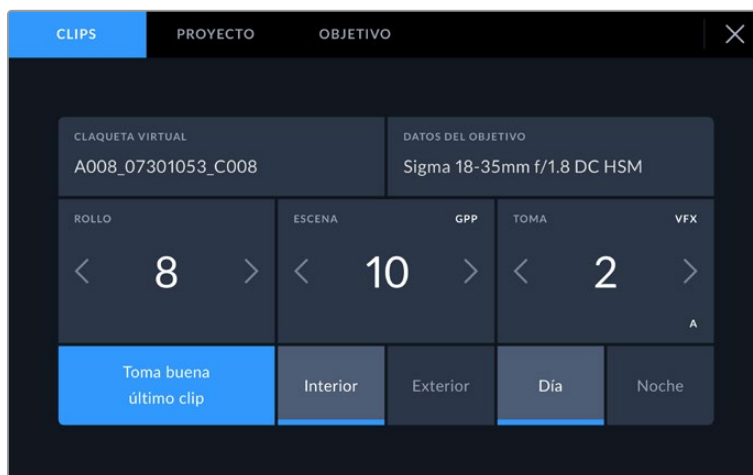 CLIPS PROYECTO OBJETIVO
CLAQUETA VIRTUAL DATOS DEL OBJETIVO
A008_07301053_C008 Sigma 18-35mm f/1.8 DC HSM
ROLLO ESCENA GPP TOMA VFX
8 10 2
A
Toma buena
último clip Interior Exterior Día Noche